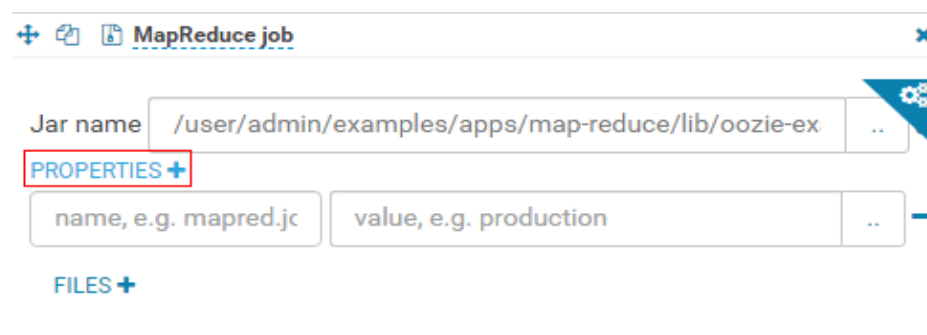 MapReduce job
Jar name /user/admin/examples/apps/map-reduce/lib/oozie-ex ..
PROPERTIES +
name, e.g. mapred.jc value, e.g. production ..
FILES +